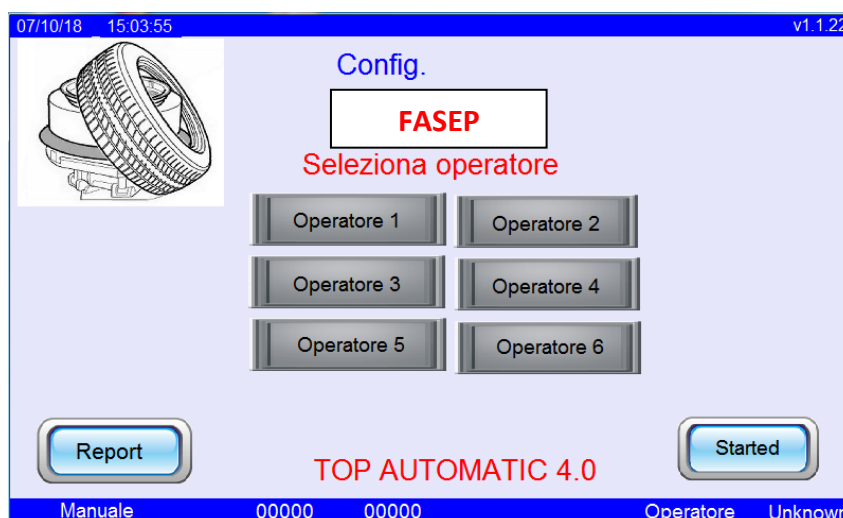 07/10/18 15:03:55 v1.1.22
Config.
FASEP
Seleziona operatore
Operatore 1 Operatore 2
Operatore 3 Operatore 4
Operatore 5 Operatore 6
Report Started
TOP AUTOMATIC 4.0
Manuale 00000 00000 Operatore Unknown